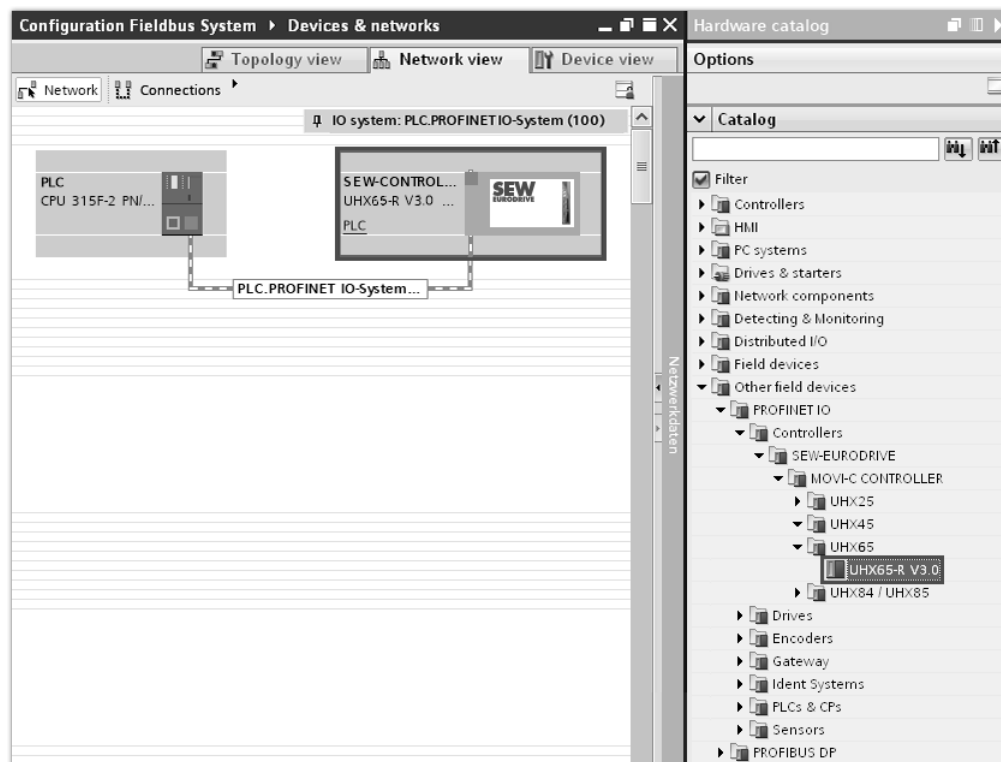 Configuration Fieldbus System ▸ Devices & networks
Topology view
Network view
Device view
Network
Connections
IO system: PLC.PROFINET IO-System (100)
PLC
CPU 315F-2 PN/...
SEW-CONTROL...
UHX65-R V3.0 ...
PLC
SEW
EURODRIVE
PLC.PROFINET IO-System...
Netzwerkdaten
Hardware catalog
Options
Catalog
Filter
Controllers
HMI
PC systems
Drives & starters
Network components
Detecting & Monitoring
Distributed I/O
Field devices
Other field devices
PROFINET IO
Controllers
SEW-EURODRIVE
MOVI-C CONTROLLER
UHX25
UHX45
UHX65
UHX65-R V3.0
UHX84 / UHX85
Drives
Encoders
Gateway
Ident Systems
PLCs & CPs
Sensors
PROFIBUS DP